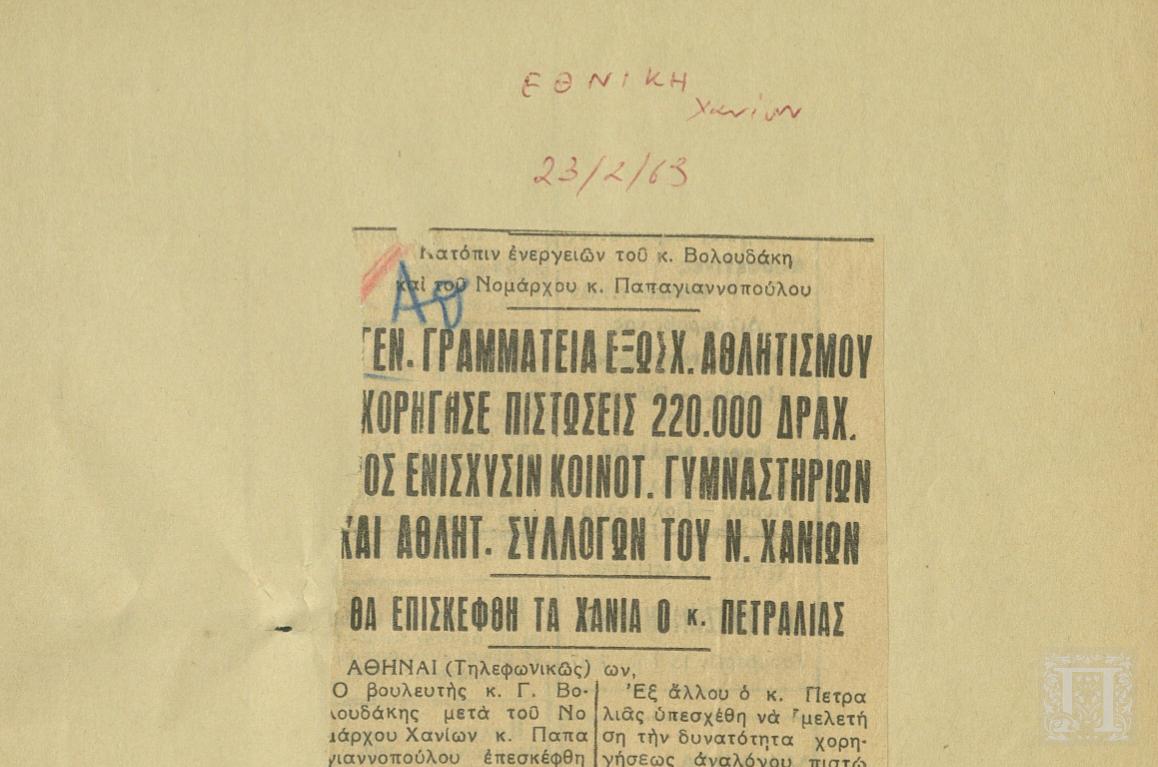 ΕΘΝΙΚΗ
Χανίων
23/2/63
Κατόπιν ἐνεργειῶν τοῦ κ. Βολουδάκη
καὶ τοῦ Νομάρχου κ. Παπαγιαννοπούλου
ΓΕΝ. ΓΡΑΜΜΑΤΕΙΑ ΕΞΩΣΧ. ΑΘΛΗΤΙΣΜΟΥ
ΧΟΡΗΓΗΣΕ ΠΙΣΤΩΣΕΙΣ 220.000 ΔΡΑΧ.
ΟΣ ΕΝΙΣΧΥΣΙΝ ΚΟΙΝΟΤ. ΓΥΜΝΑΣΤΗΡΙΩΝ
ΚΑΙ ΑΘΛΗΤ. ΣΥΛΛΟΓΩΝ ΤΟΥ Ν. ΧΑΝΙΩΝ
ΘΑ ΕΠΙΣΚΕΦΘΗ ΤΑ ΧΑΝΙΑ Ο κ. ΠΕΤΡΑΛΙΑΣ
ΑΘΗΝΑΙ (Τηλεφωνικῶς)
Ο βουλευτὴς κ. Γ. Βο-
λουδάκης μετὰ τοῦ Νο
μάρχου Χανίων κ. Παπα
γιαννοπούλου ἐπεσκέφθη
ων,
Ἐξ ἄλλου ὁ κ. Πετρα
λιᾶς ὑπεσχέθη νὰ μελετή
ση τὴν δυνατότητα χορη-
γήσεως ἀναλόγου πιστώ